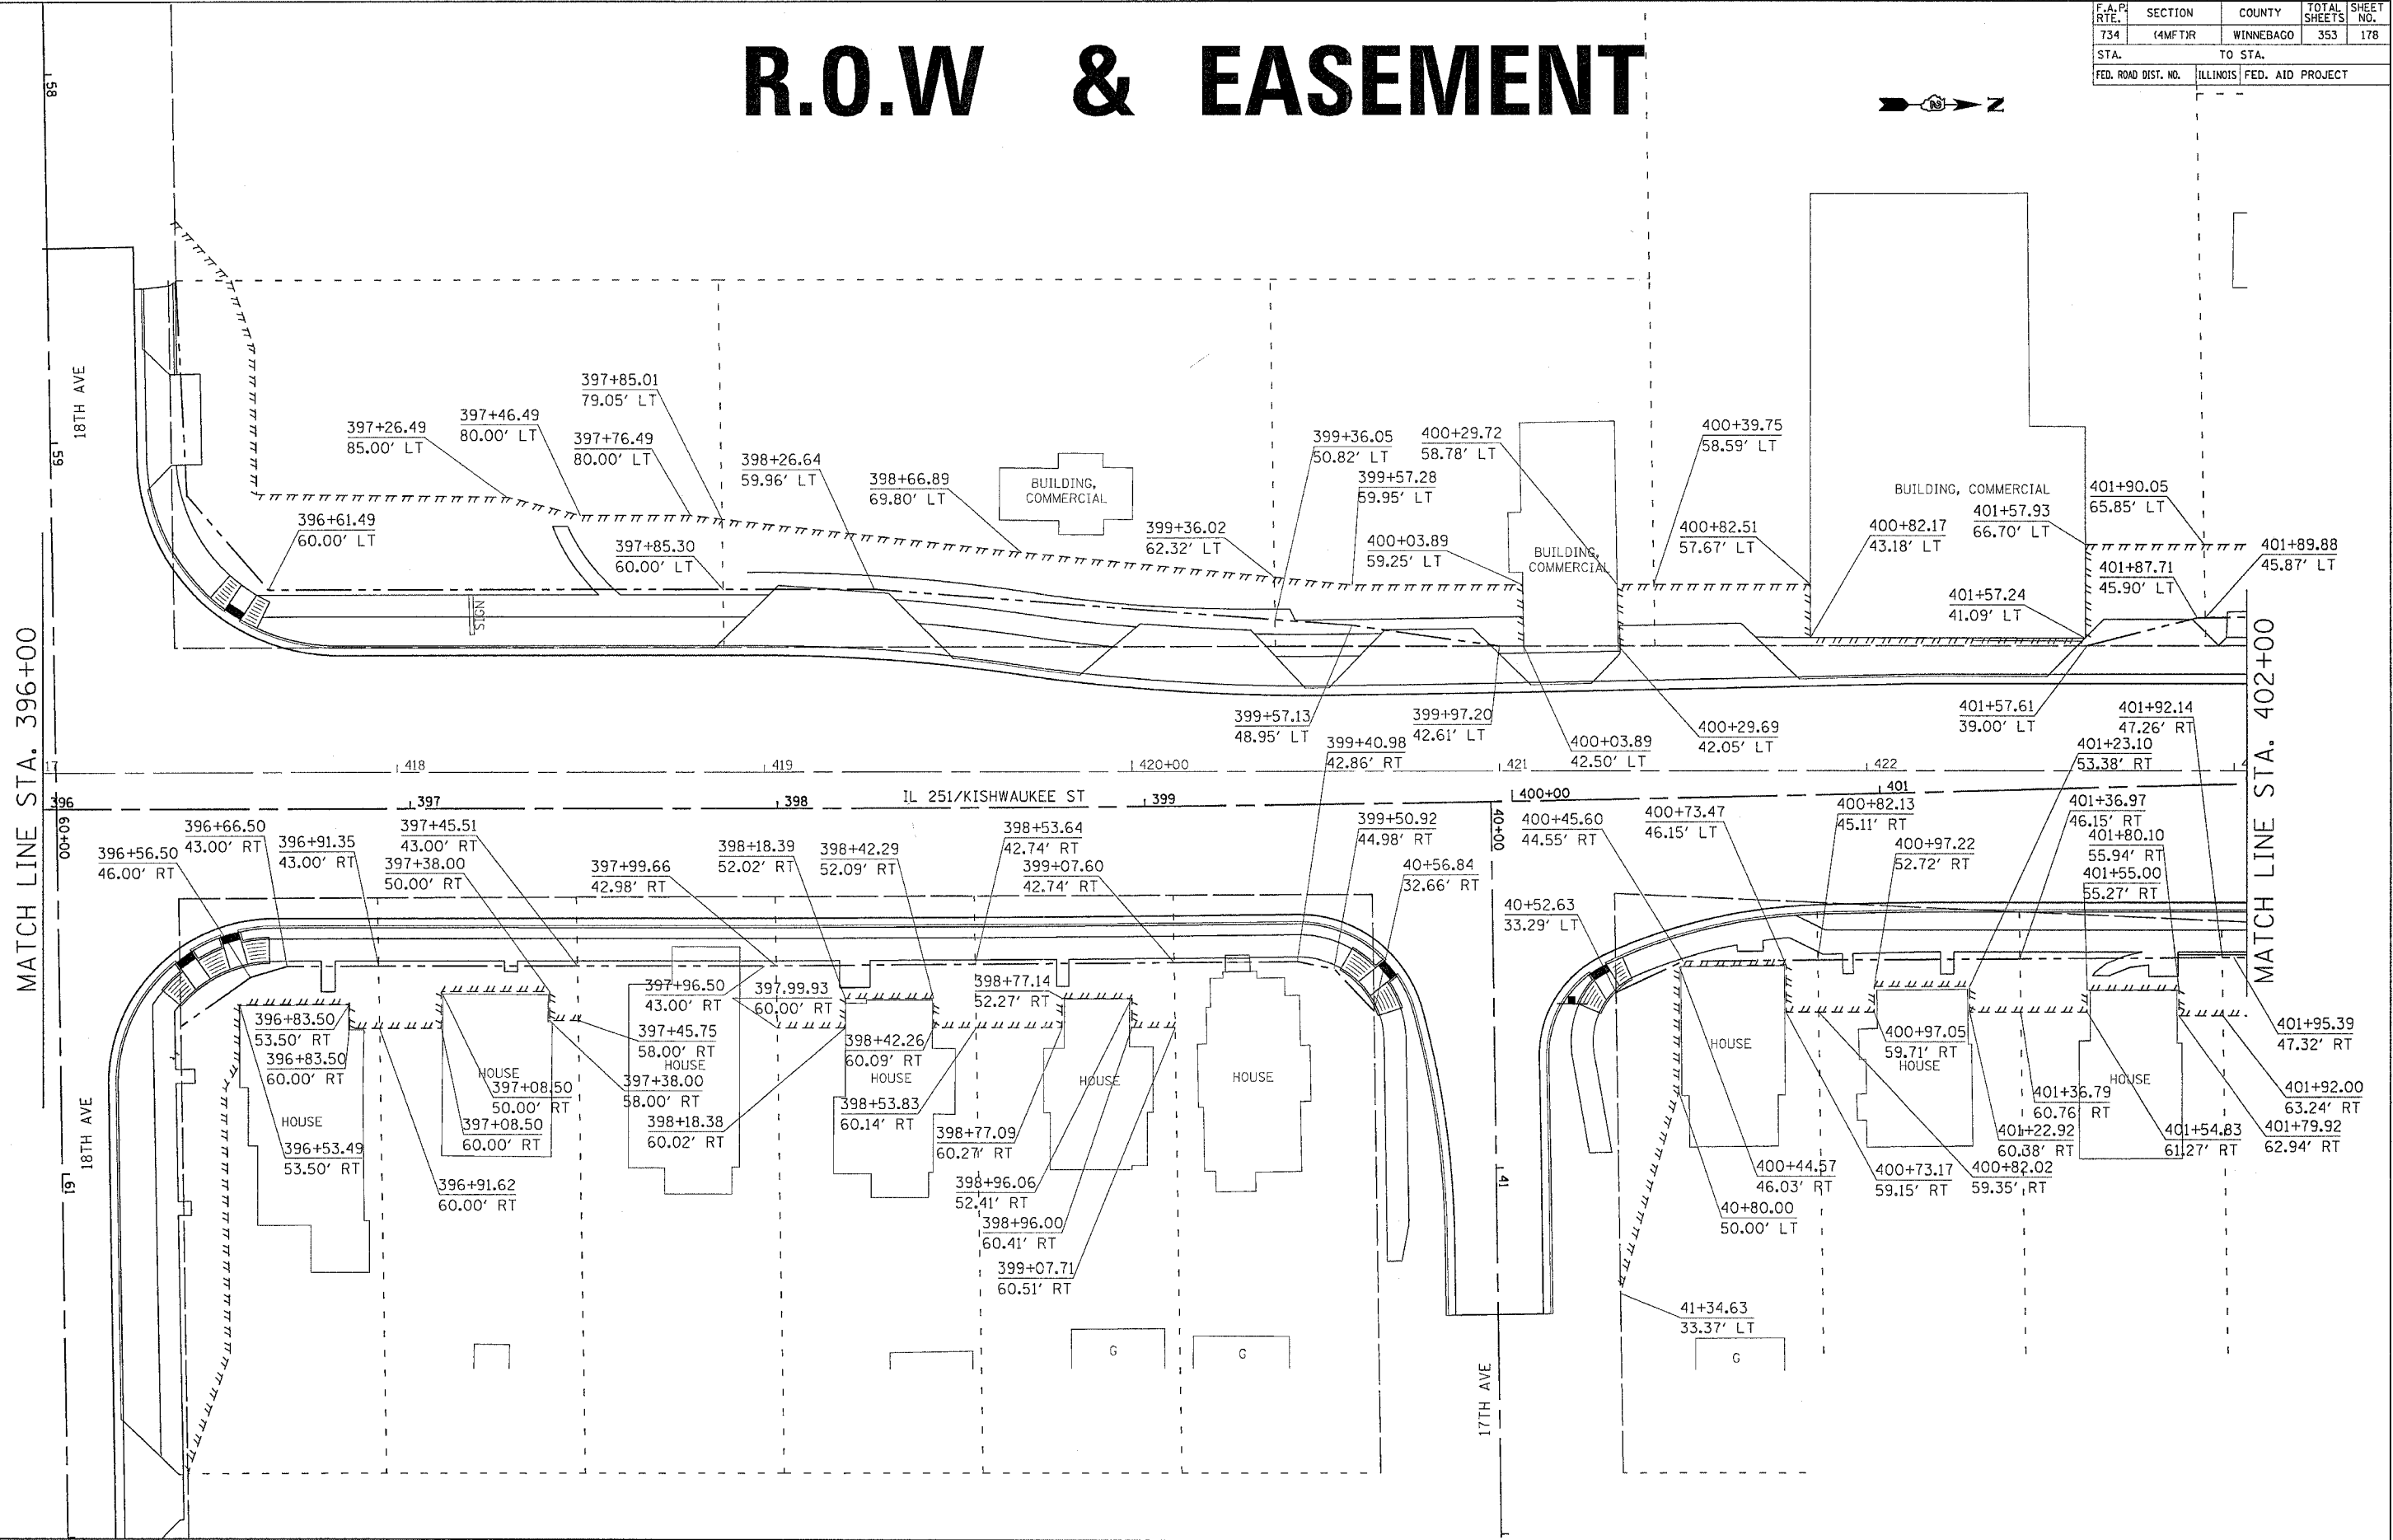 R.O.W & EASEMENT
F.A.P. RTE. SECTION COUNTY TOTAL SHEETS SHEET NO.
734 (4MFT)R WINNEBAGO 353 178
STA. TO STA.
FED. ROAD DIST. NO. ILLINOIS FED. AID PROJECT
N
58
59
18TH AVE
397+85.01
79.05' LT
397+26.49
85.00' LT
397+46.49
80.00' LT
397+76.49
80.00' LT
398+26.64
59.96' LT
398+66.89
69.80' LT
BUILDING,
COMMERCIAL
399+36.05
50.82' LT
400+29.72
58.78' LT
400+39.75
58.59' LT
399+57.28
59.95' LT
396+61.49
60.00' LT
397+85.30
60.00' LT
399+36.02
62.32' LT
400+03.89
59.25' LT
BUILDING,
COMMERCIAL
400+82.51
57.67' LT
BUILDING, COMMERCIAL
401+57.93
66.70' LT
401+90.05
65.85' LT
400+82.17
43.18' LT
401+89.88
45.87' LT
401+87.71
45.90' LT
401+57.24
41.09' LT
SIGN
MATCH LINE STA. 396+00
MATCH LINE STA. 402+00
399+57.13
48.95' LT
399+97.20
42.61' LT
400+03.89
42.50' LT
400+29.69
42.05' LT
401+57.61
39.00' LT
401+92.14
47.26' RT
399+40.98
42.86' RT
401+23.10
53.38' RT
17 418 419 420+00 421 422 4
396 397 398 IL 251/KISHWAUKEE ST 399 400+00 401
60+00
40+00
396+56.50
46.00' RT
396+66.50
43.00' RT
396+91.35
43.00' RT
397+45.51
43.00' RT
397+38.00
50.00' RT
397+99.66
42.98' RT
398+18.39
52.02' RT
398+42.29
52.09' RT
398+53.64
42.74' RT
399+07.60
42.74' RT
399+50.92
44.98' RT
40+56.84
32.66' RT
400+45.60
44.55' RT
400+73.47
46.15' LT
400+82.13
45.11' RT
400+97.22
52.72' RT
401+36.97
46.15' RT
401+80.10
55.94' RT
401+55.00
55.27' RT
40+52.63
33.29' LT
396+83.50
53.50' RT
396+83.50
60.00' RT
HOUSE
396+53.49
53.50' RT
HOUSE
397+08.50
50.00' RT
397+08.50
60.00' RT
396+91.62
60.00' RT
397+96.50
43.00' RT
397.99.93
60.00' RT
397+45.75
58.00' RT
HOUSE
397+38.00
58.00' RT
398+18.38
60.02' RT
398+42.26
60.09' RT
HOUSE
398+53.83
60.14' RT
398+77.14
52.27' RT
HOUSE
398+77.09
60.27' RT
398+96.06
52.41' RT
398+96.00
60.41' RT
399+07.71
60.51' RT
HOUSE
HOUSE
400+97.05
59.71' RT
HOUSE
HOUSE
401+95.39
47.32' RT
401+92.00
63.24' RT
401+79.92
62.94' RT
401+36.79
60.76 RT
401+22.92
60.38' RT
401+54.83
61.27' RT
400+44.57
46.03' RT
400+73.17
59.15' RT
400+82.02
59.35' RT
40+80.00
50.00' LT
41+34.63
33.37' LT
18TH AVE
61
41
17TH AVE
G
G
G